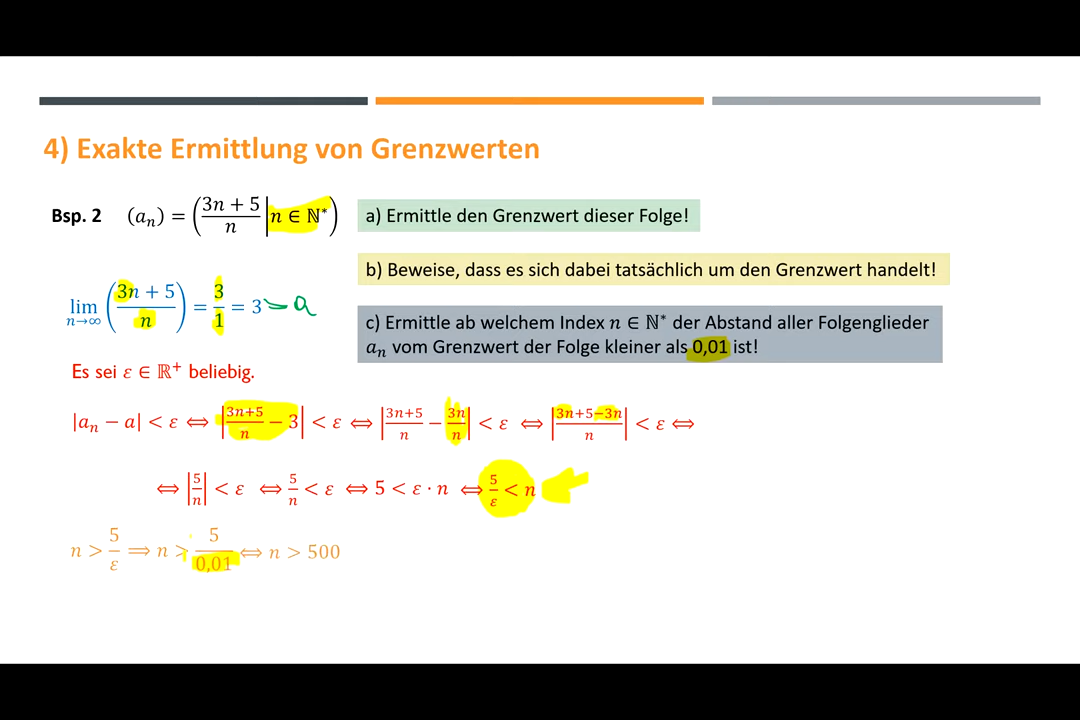 4) Exakte Ermittlung von Grenzwerten
Bsp. 2 (aₙ) = ((3n + 5)/n | n ∈ ℕ*)
a) Ermittle den Grenzwert dieser Folge!
b) Beweise, dass es sich dabei tatsächlich um den Grenzwert handelt!
lim n→∞ ((3n + 5)/n) = 3/1 = 3 = a
c) Ermittle ab welchem Index n ∈ ℕ* der Abstand aller Folgenglieder
aₙ vom Grenzwert der Folge kleiner als 0,01 ist!
Es sei ε ∈ ℝ⁺ beliebig.
|aₙ − a| < ε ⟺ |(3n+5)/n − 3| < ε ⟺ |(3n+5)/n − 3n/n| < ε ⟺ |(3n+5−3n)/n| < ε ⟺
⟺ |5/n| < ε ⟺ 5/n < ε ⟺ 5 < ε · n ⟺ 5/ε < n
n > 5/ε ⟹ n > 5/0,01 ⟺ n > 500